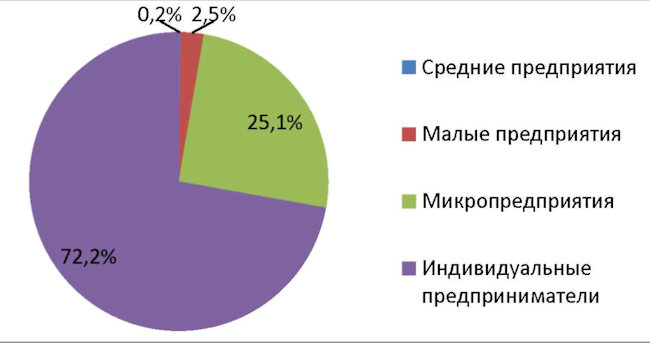 0,2%
2,5%
25,1%
72,2%
Средние предприятия
Малые предприятия
Микропредприятия
Индивидуальные
предприниматели